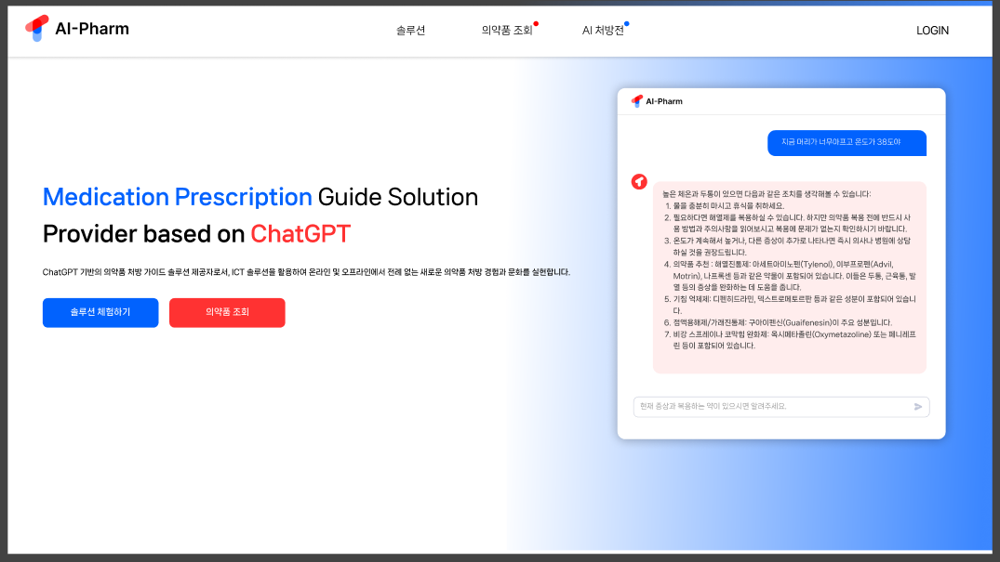 AI-Pharm
솔루션
의약품 조회
AI 처방전
LOGIN
Medication Prescription Guide Solution
Provider based on ChatGPT
ChatGPT 기반의 의약품 처방 가이드 솔루션 제공자로서, ICT 솔루션을 활용하여 온라인 및 오프라인에서 전례 없는 새로운 의약품 처방 경험과 문화를 실현합니다.
솔루션 체험하기
의약품 조회
AI-Pharm
지금 머리가 너무아프고 온도가 38도야
높은 체온과 두통이 있으면 다음과 같은 조치를 생각해볼 수 있습니다:
1. 물을 충분히 마시고 휴식을 취하세요.
2. 필요하다면 해열제를 복용하실 수 있습니다. 하지만 의약품 복용 전에 반드시 사
용 방법과 주의사항을 읽어보시고 복용에 문제가 없는지 확인하시기 바랍니다.
3. 온도가 계속해서 높거나, 다른 증상이 추가로 나타나면 즉시 의사나 병원에 상담
하실 것을 권장드립니다.
4. 의약품 추천 : 해열진통제: 아세트아미노펜(Tylenol), 이부프로펜(Advil,
Motrin), 나프록센 등과 같은 약물이 포함되어 있습니다. 이들은 두통, 근육통, 발
열 등의 증상을 완화하는 데 도움을 줍니다.
5. 기침 억제제: 디펜히드라민, 덱스트로메토르판 등과 같은 성분이 포함되어 있습니
다.
6. 점액용해제/가래진통제: 구아이펜신(Guaifenesin)이 주요 성분입니다.
7. 비강 스프레이나 코막힘 완화제: 옥시메타졸린(Oxymetazoline) 또는 페니레프
린 등이 포함되어 있습니다.
현재 증상과 복용하는 약이 있으시면 알려주세요.